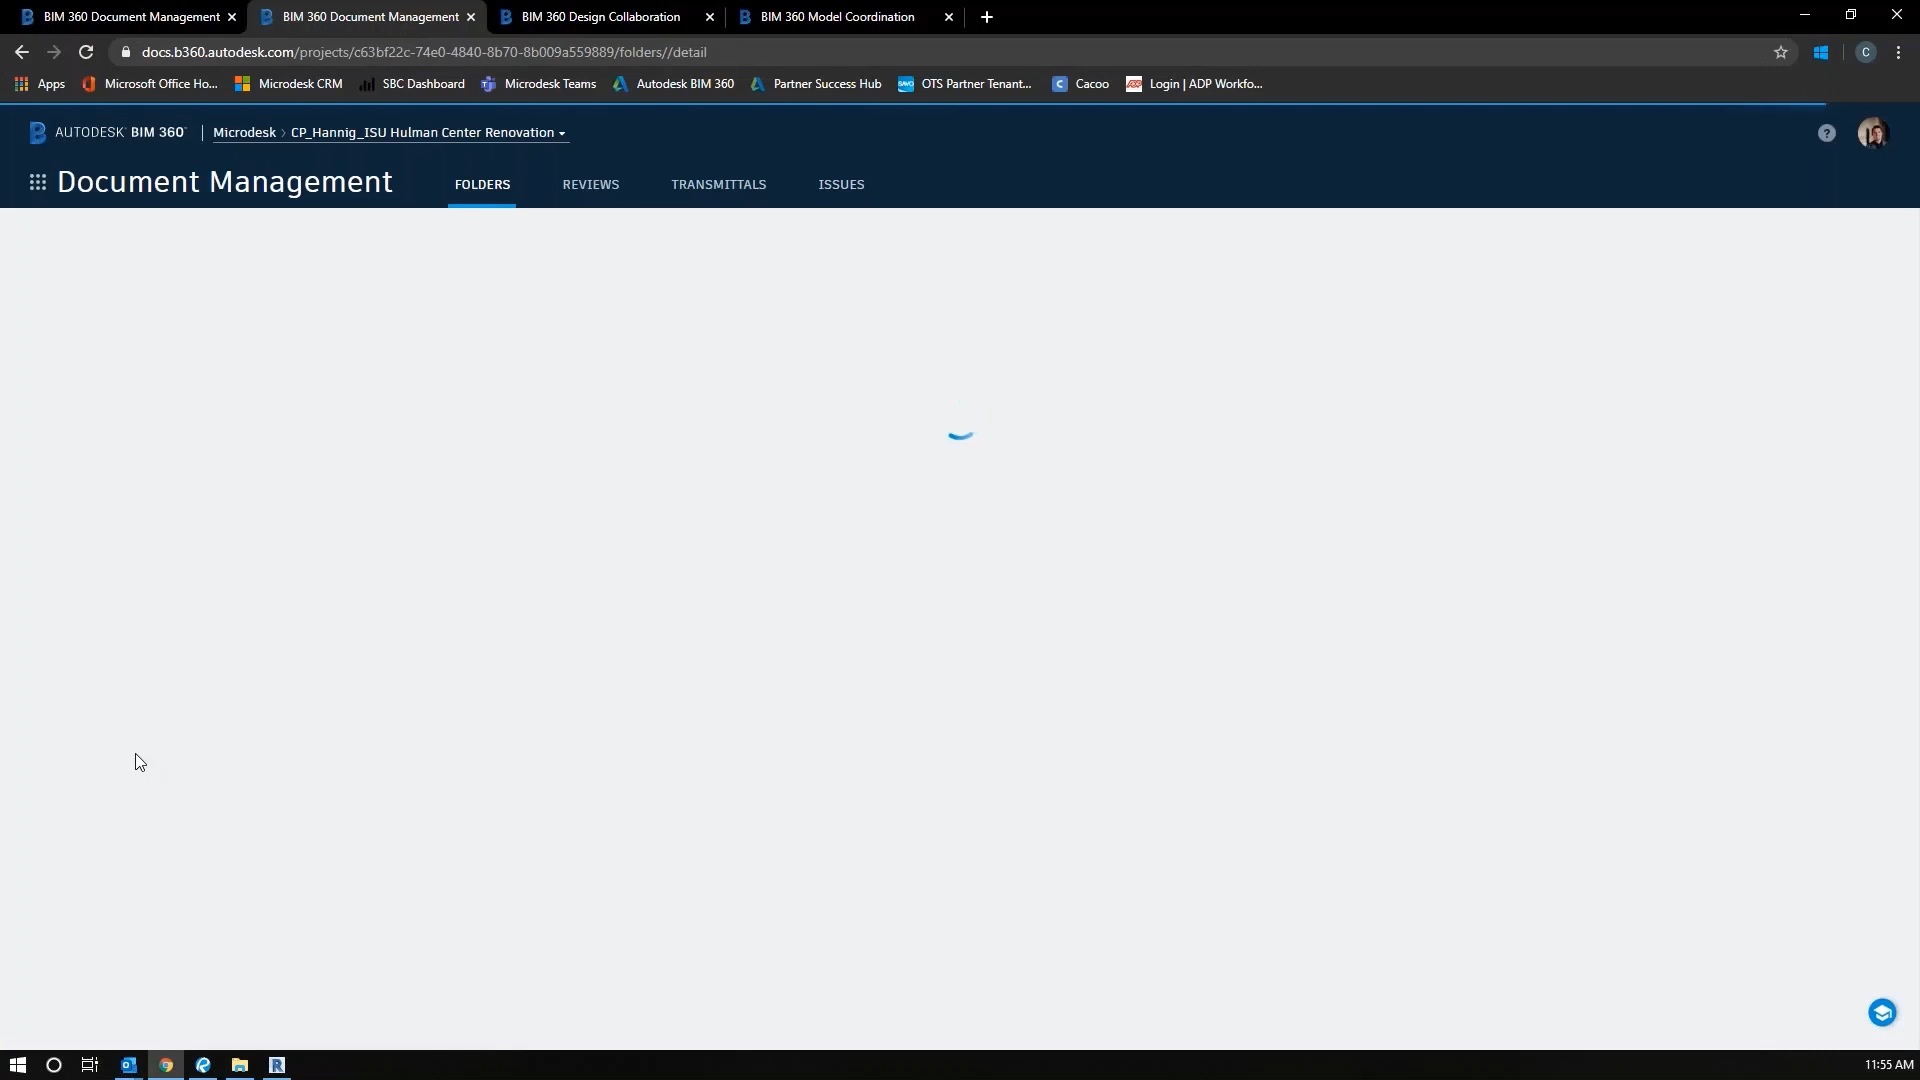 BIM 360 Document Management
BIM 360 Document Management
BIM 360 Design Collaboration
BIM 360 Model Coordination
docs.b360.autodesk.com/projects/c63bf22c-74e0-4840-8b70-8b009a559889/folders//detail
C
Apps
Microsoft Office Ho...
Microdesk CRM
SBC Dashboard
Microdesk Teams
Autodesk BIM 360
Partner Success Hub
SAVO
OTS Partner Tenant...
C
Cacoo
Login | ADP Workfo...
AUTODESK BIM 360
Microdesk > CP_Hannig_ISU Hulman Center Renovation
?
Document Management
FOLDERS
REVIEWS
TRANSMITTALS
ISSUES
R
11:55 AM